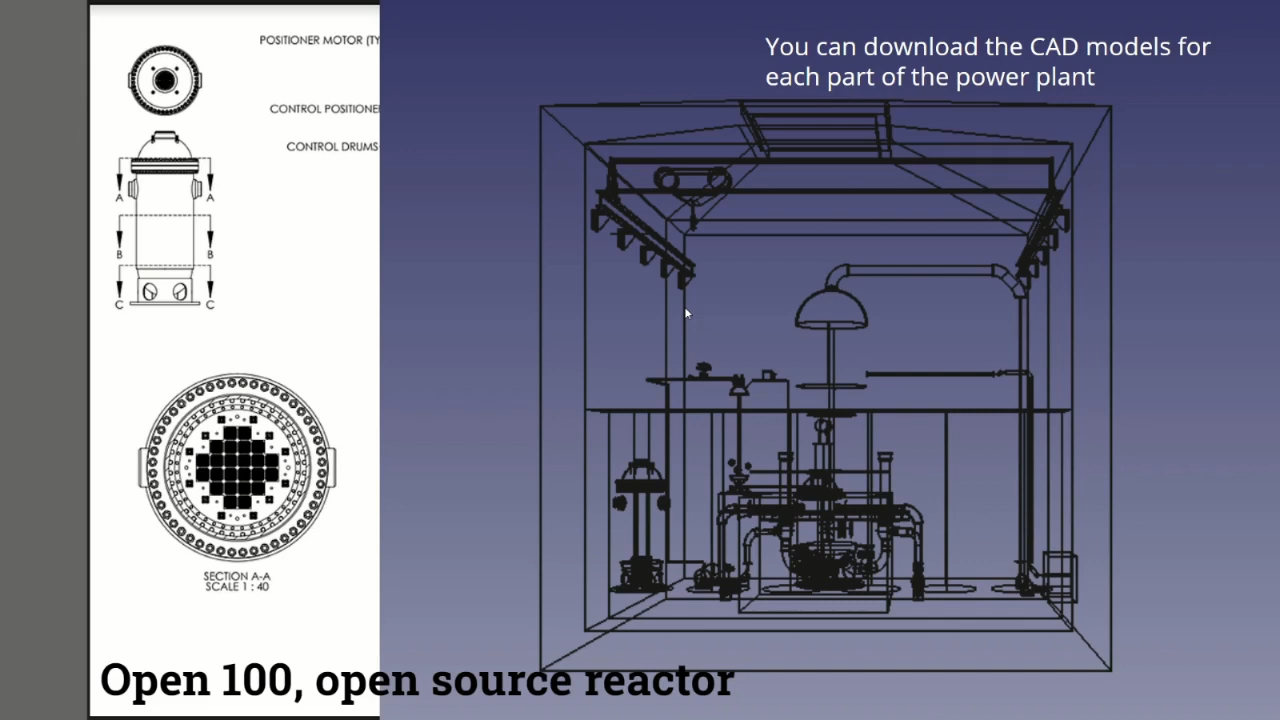 POSITIONER MOTOR (TY
CONTROL POSITIONE
CONTROL DRUMS
A A
B B
C C
SECTION A-A
SCALE 1 : 40
You can download the CAD models for
each part of the power plant
Open 100, open source reactor